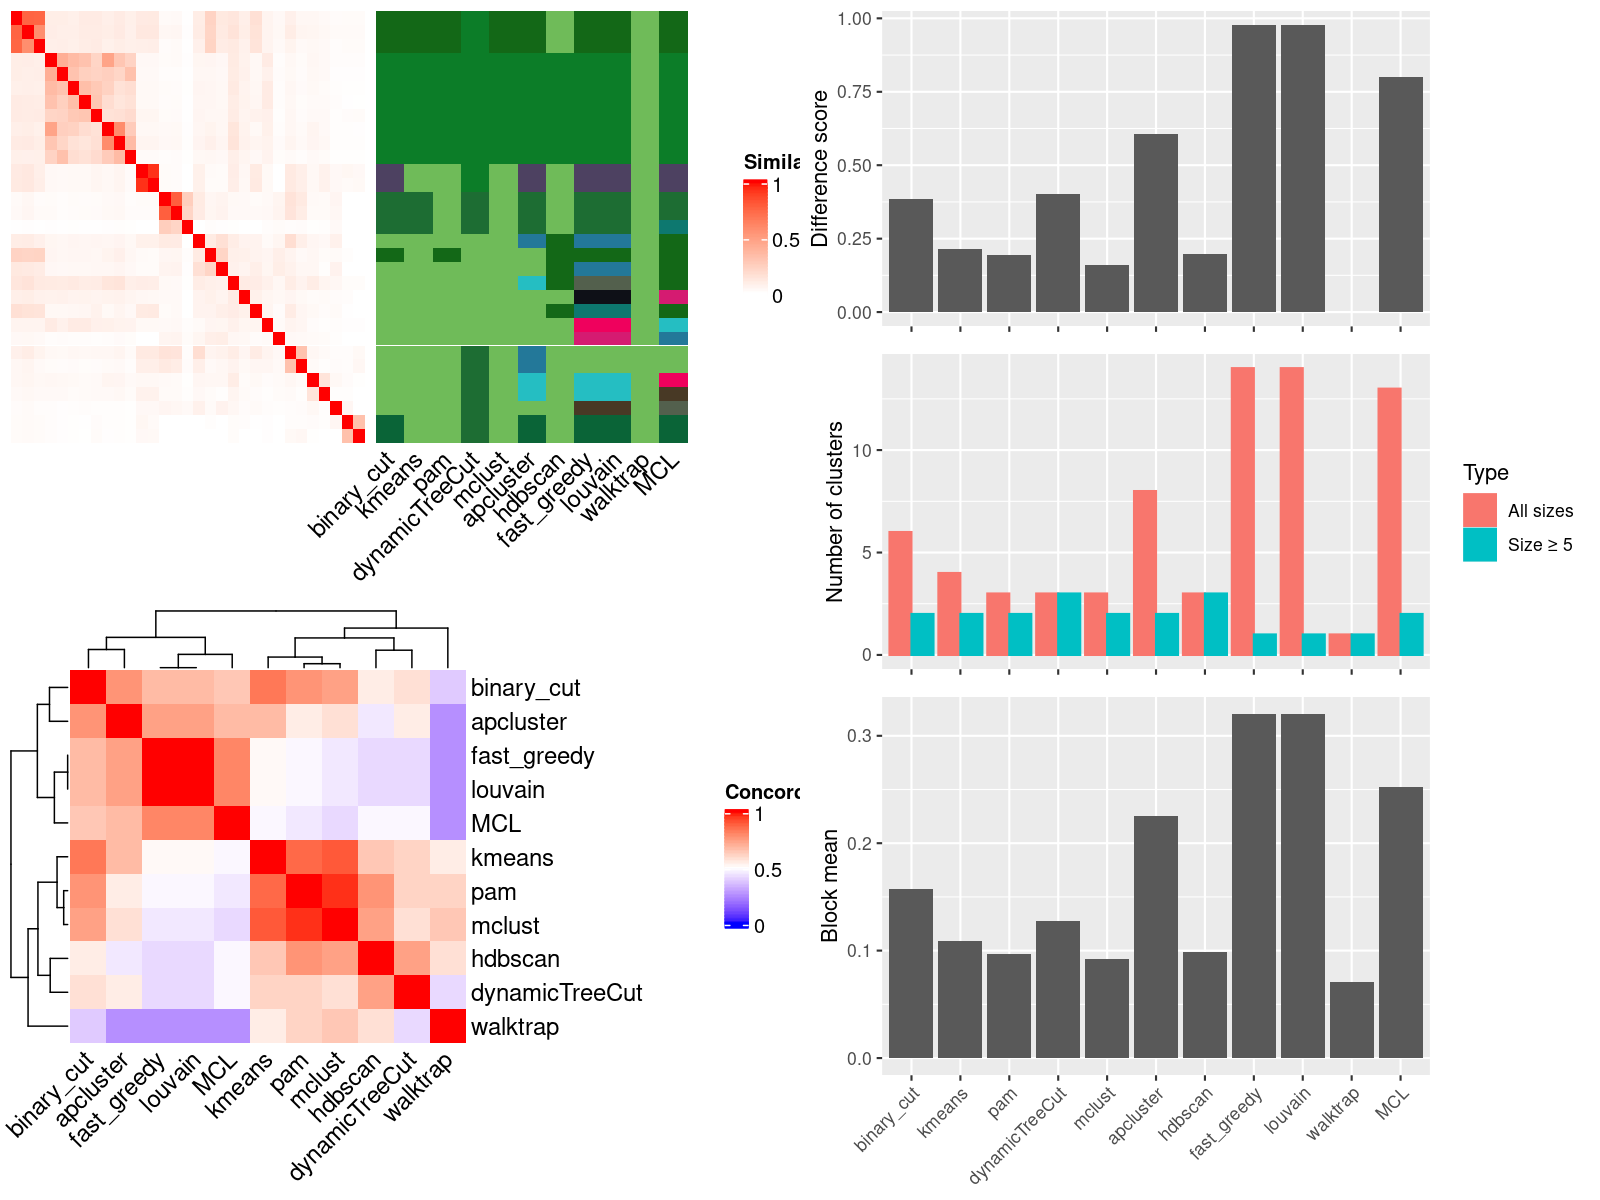 Simila
1
0.5
0
binary_cut
kmeans
pam
dynamicTreeCut
mclust
apcluster
hdbscan
fast_greedy
louvain
walktrap
MCL
binary_cut
apcluster
fast_greedy
louvain
MCL
kmeans
pam
mclust
hdbscan
dynamicTreeCut
walktrap
binary_cut
apcluster
fast_greedy
louvain
MCL
kmeans
pam
mclust
hdbscan
dynamicTreeCut
walktrap
Concord
1
0.5
0
Difference score
1.00
0.75
0.50
0.25
0.00
Number of clusters
10
5
0
Type
All sizes
Size ≥ 5
Block mean
0.3
0.2
0.1
0.0
binary_cut
kmeans
pam
dynamicTreeCut
mclust
apcluster
hdbscan
fast_greedy
louvain
walktrap
MCL